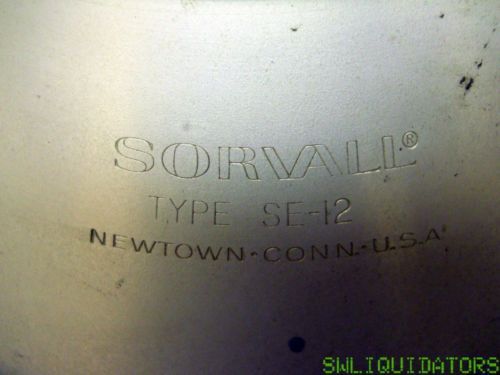 SORVALL®
TYPE SE-12
NEWTOWN·CONN.·U.S.A
SWLIQUIDATORS